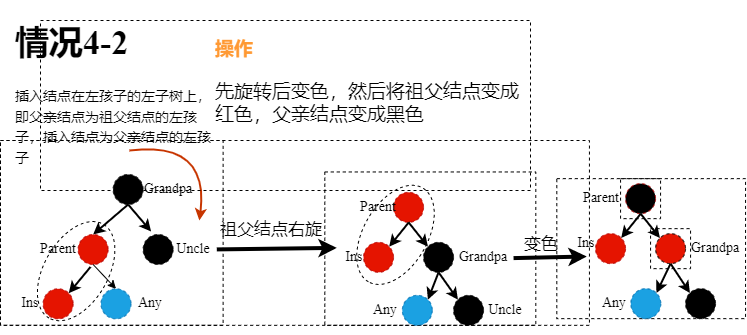 情况4-2
操作
插入结点在左孩子的左子树上，
即父亲结点为祖父结点的左孩
子，插入结点为父亲结点的左孩
子
先旋转后变色，然后将祖父结点变成
红色，父亲结点变成黑色
Grandpa
Parent
Uncle
Ins
Any
祖父结点右旋
Parent
Ins
Grandpa
Any
Uncle
变色
Parent
Ins
Grandpa
Any
Uncle